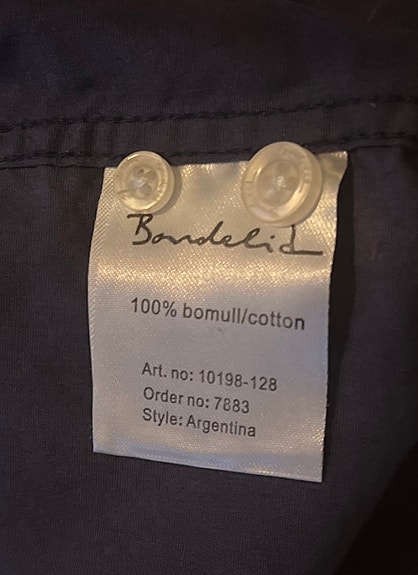 Bondelid
100% bomull/cotton
Art. no: 10198-128
Order no: 7883
Style: Argentina